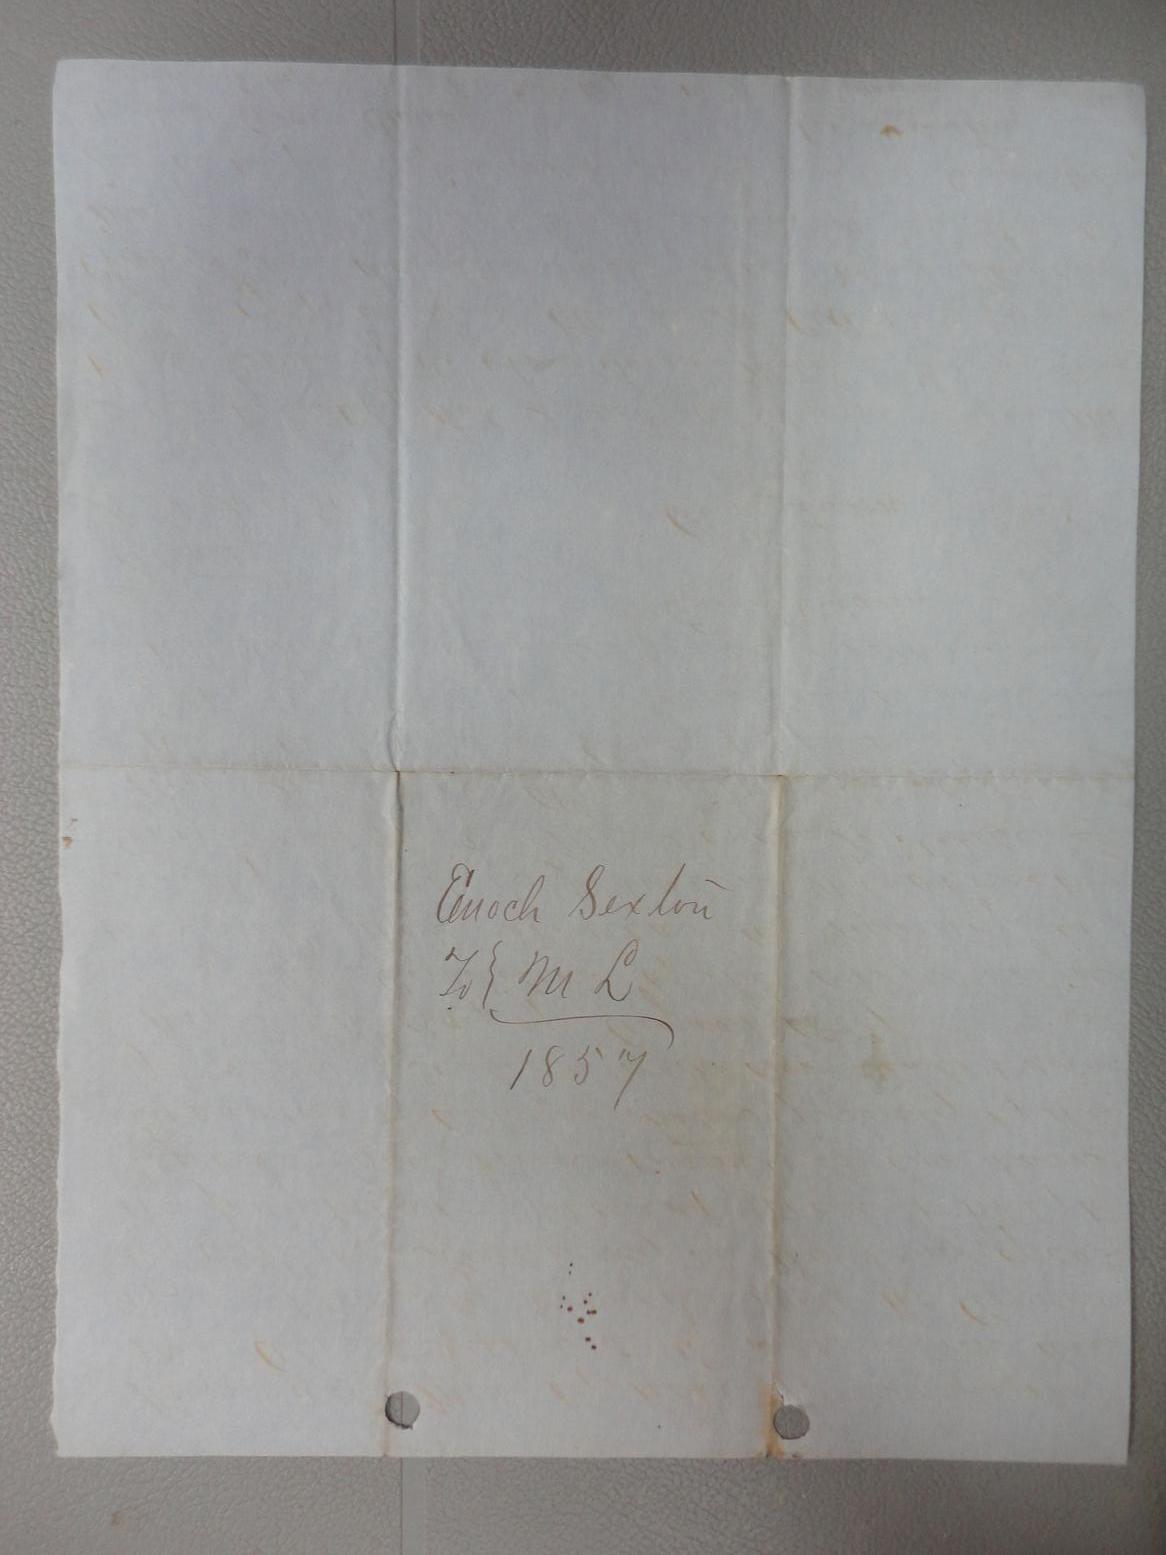 Enoch Sexton
To { M L
1857